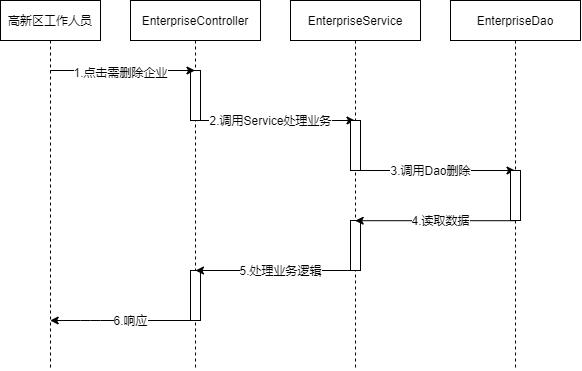 高新区工作人员
EnterpriseController
EnterpriseService
EnterpriseDao
1.点击需删除企业
2.调用Service处理业务
3.调用Dao删除
4.读取数据
5.处理业务逻辑
6.响应